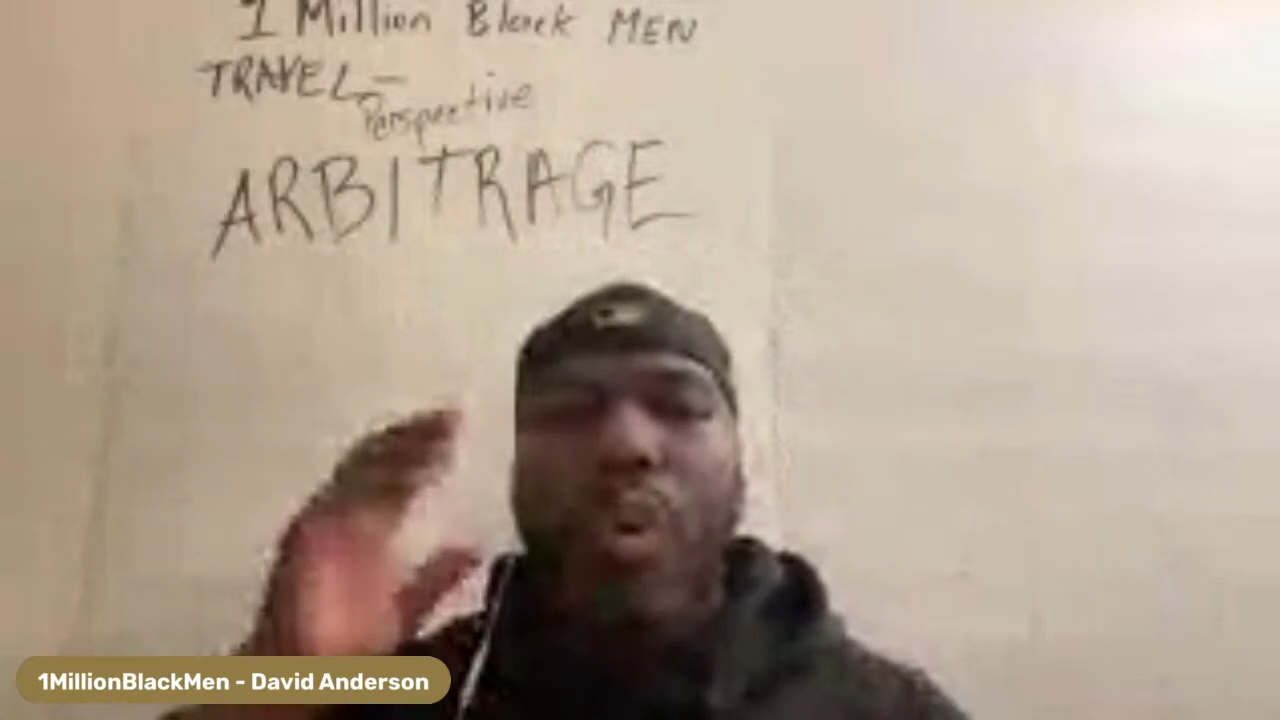 1 Million Black MEN
TRAVEL-
Perspective
ARBITRAGE
1MillionBlackMen - David Anderson